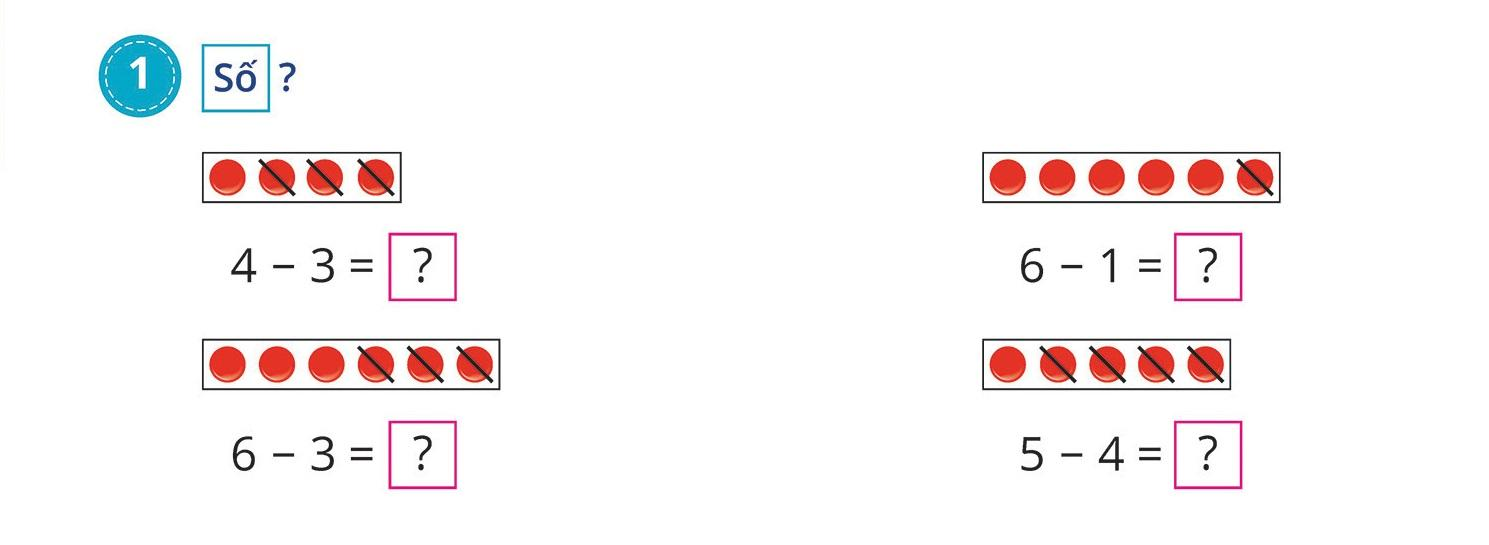 1 Số ?
4 − 3 = ? 6 − 1 = ?
6 − 3 = ? 5 − 4 = ?